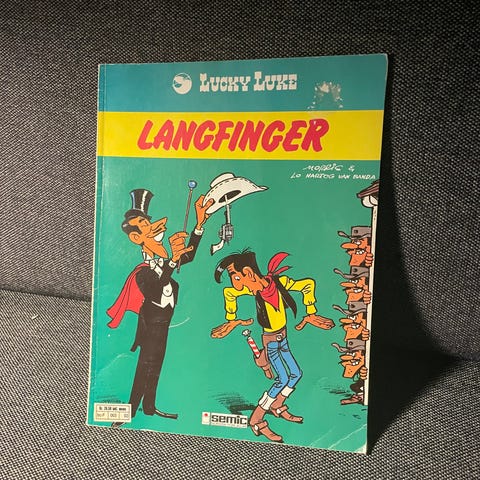 LUCKY LUKE
LANGFINGER
MORRIS &
LO HARTOG VAN BANDA
semic